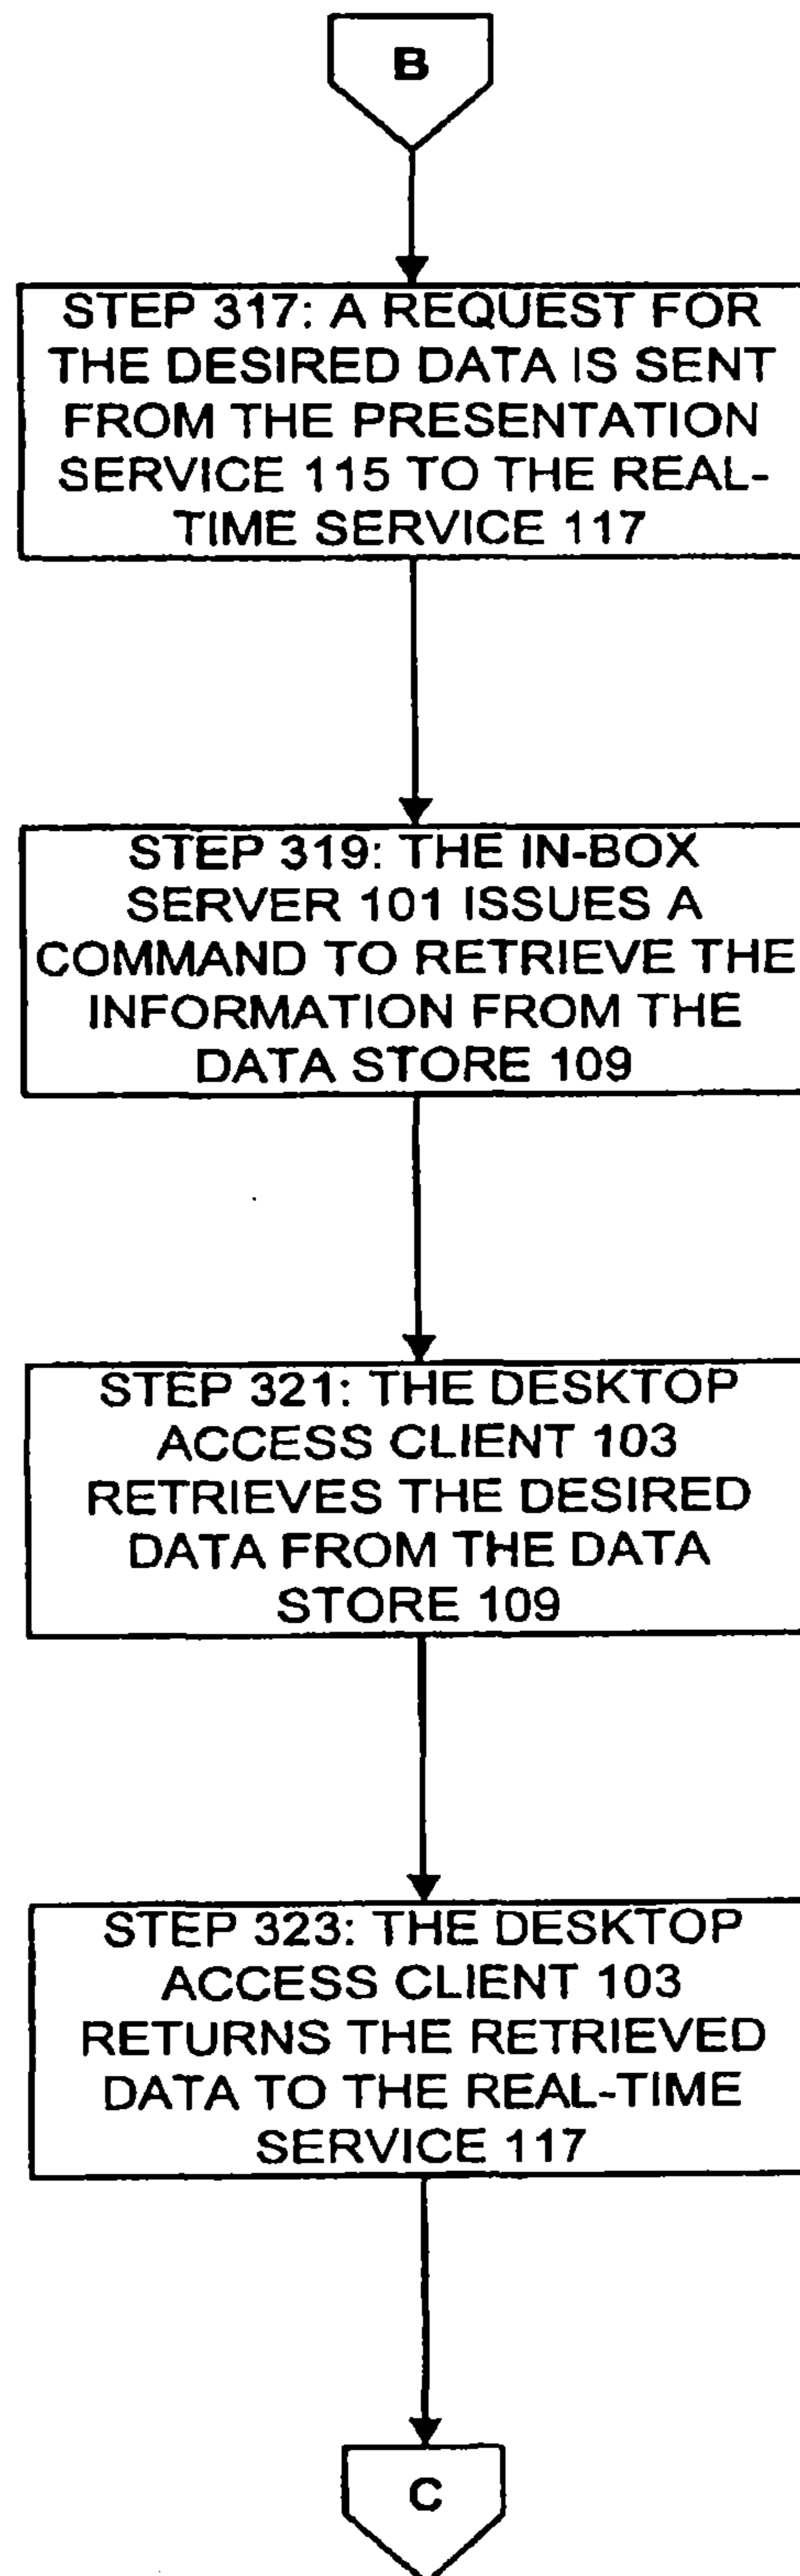 B
STEP 317: A REQUEST FOR
THE DESIRED DATA IS SENT
FROM THE PRESENTATION
SERVICE 115 TO THE REAL-
TIME SERVICE 117
STEP 319: THE IN-BOX
SERVER 101 ISSUES A
COMMAND TO RETRIEVE THE
INFORMATION FROM THE
DATA STORE 109
STEP 321: THE DESKTOP
ACCESS CLIENT 103
RETRIEVES THE DESIRED
DATA FROM THE DATA
STORE 109
STEP 323: THE DESKTOP
ACCESS CLIENT 103
RETURNS THE RETRIEVED
DATA TO THE REAL-TIME
SERVICE 117
C